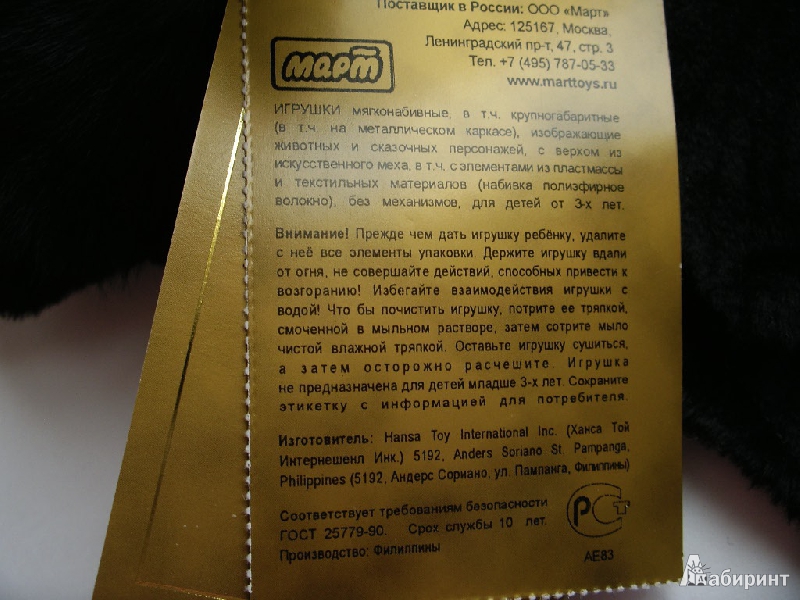 Поставщик в России: ООО «Март»
Адрес: 125167, Москва,
Ленинградский пр-т, 47, стр. 3
Тел. +7 (495) 787-05-33
www.marttoys.ru
март
ИГРУШКИ мягконабивные, в т.ч. крупногабаритные
(в т.ч. на металлическом каркасе), изображающие
животных и сказочных персонажей, с верхом из
искусственного меха, в т.ч. с элементами из пластмассы
и текстильных материалов (набивка полиэфирное
волокно), без механизмов, для детей от 3-х лет.
Внимание! Прежде чем дать игрушку ребёнку, удалите
с неё все элементы упаковки. Держите игрушку вдали
от огня, не совершайте действий, способных привести к
возгоранию! Избегайте взаимодействия игрушки с
водой! Что бы почистить игрушку, потрите ее тряпкой,
смоченной в мыльном растворе, затем сотрите мыло
чистой влажной тряпкой. Оставьте игрушку сушиться,
а затем осторожно расчешите. Игрушка
не предназначена для детей младше 3-х лет. Сохраните
этикетку с информацией для потребителя.
Изготовитель: Hansa Toy International Inc. (Ханса Той
Интернешенл Инк.) 5192, Anders Soriano St. Pampanga,
Philippines (5192, Андерс Сориано, ул. Пампанга, Филиппины)
Соответствует требованиям безопасности
ГОСТ 25779-90. Срок службы 10 лет.
Производство: Филиппины
РСТ
АЕ83
Лабиринт